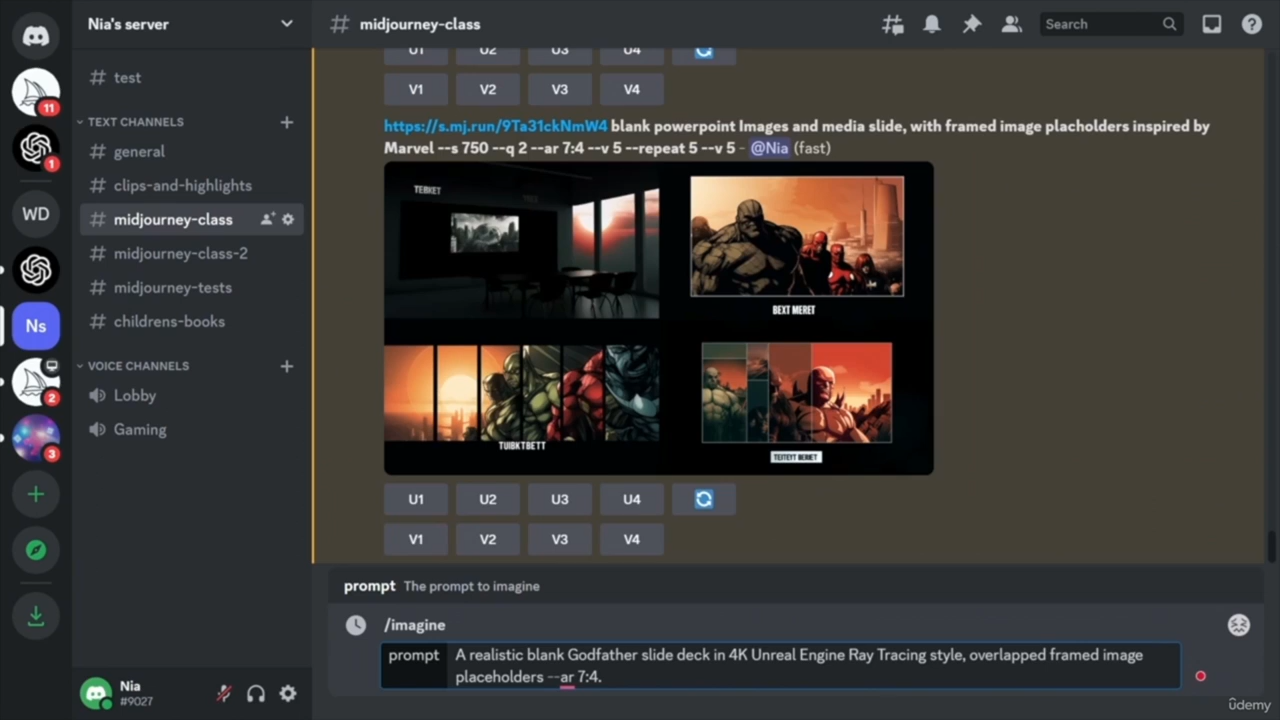 Nia's server
midjourney-class
Search
11
1
WD
Ns
2
3
test
TEXT CHANNELS
general
clips-and-highlights
midjourney-class
midjourney-class-2
midjourney-tests
childrens-books
VOICE CHANNELS
Lobby
Gaming
Nia
#9027
U1 U2 U3 U4
V1 V2 V3 V4
https://s.mj.run/9Ta31ckNmW4 blank powerpoint Images and media slide, with framed image placholders inspired by
Marvel --s 750 --q 2 --ar 7:4 --v 5 --repeat 5 --v 5 - @Nia (fast)
BEXT MERET
TUIBKTBETT
U1 U2 U3 U4
V1 V2 V3 V4
prompt The prompt to imagine
/imagine
prompt A realistic blank Godfather slide deck in 4K Unreal Engine Ray Tracing style, overlapped framed image
placeholders --ar 7:4.
ûdemy